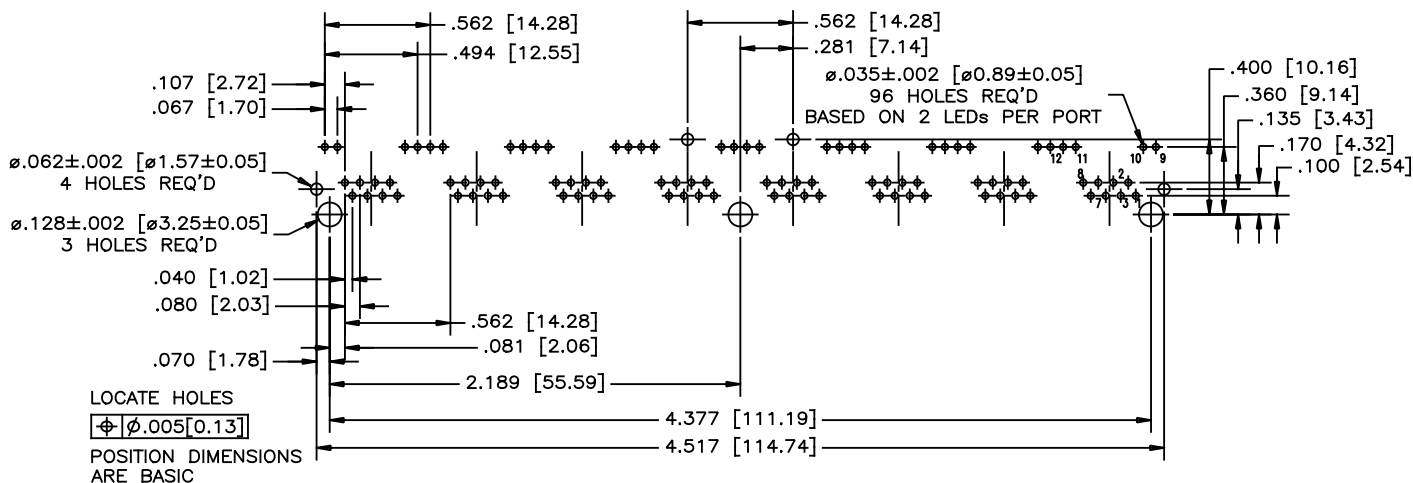 .562 [14.28]
.562 [14.28]
.494 [12.55]
.281 [7.14]
.107 [2.72]
.067 [1.70]
ø.035±.002 [ø0.89±0.05]
96 HOLES REQ'D
BASED ON 2 LEDs PER PORT
.400 [10.16]
.360 [9.14]
.135 [3.43]
.170 [4.32]
.100 [2.54]
ø.062±.002 [ø1.57±0.05]
4 HOLES REQ'D
12 11 10 9
8 2
7 3 1
ø.128±.002 [ø3.25±0.05]
3 HOLES REQ'D
.040 [1.02]
.080 [2.03]
.562 [14.28]
.081 [2.06]
.070 [1.78]
2.189 [55.59]
LOCATE HOLES
⌖ Ø.005[0.13]
POSITION DIMENSIONS
ARE BASIC
4.377 [111.19]
4.517 [114.74]